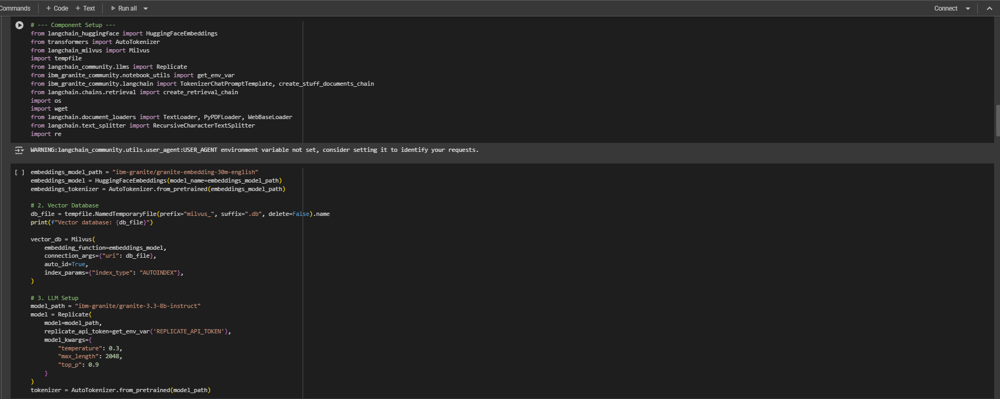 Commands + Code + Text Run all Connect
# --- Component Setup ---
from langchain_huggingface import HuggingFaceEmbeddings
from transformers import AutoTokenizer
from langchain_milvus import Milvus
import tempfile
from langchain_community.llms import Replicate
from ibm_granite_community.notebook_utils import get_env_var
from ibm_granite_community.langchain import TokenizerChatPromptTemplate, create_stuff_documents_chain
from langchain.chains.retrieval import create_retrieval_chain
import os
import wget
from langchain.document_loaders import TextLoader, PyPDFLoader, WebBaseLoader
from langchain.text_splitter import RecursiveCharacterTextSplitter
import re
WARNING:langchain_community.utils.user_agent:USER_AGENT environment variable not set, consider setting it to identify your requests.
[ ] embeddings_model_path = "ibm-granite/granite-embedding-30m-english"
embeddings_model = HuggingFaceEmbeddings(model_name=embeddings_model_path)
embeddings_tokenizer = AutoTokenizer.from_pretrained(embeddings_model_path)
# 2. Vector Database
db_file = tempfile.NamedTemporaryFile(prefix="milvus_", suffix=".db", delete=False).name
print(f"Vector database: {db_file}")
vector_db = Milvus(
    embedding_function=embeddings_model,
    connection_args={"uri": db_file},
    auto_id=True,
    index_params={"index_type": "AUTOINDEX"},
)
# 3. LLM Setup
model_path = "ibm-granite/granite-3.3-8b-instruct"
model = Replicate(
    model=model_path,
    replicate_api_token=get_env_var('REPLICATE_API_TOKEN'),
    model_kwargs={
        "temperature": 0.3,
        "max_length": 2048,
        "top_p": 0.9
    }
)
tokenizer = AutoTokenizer.from_pretrained(model_path)